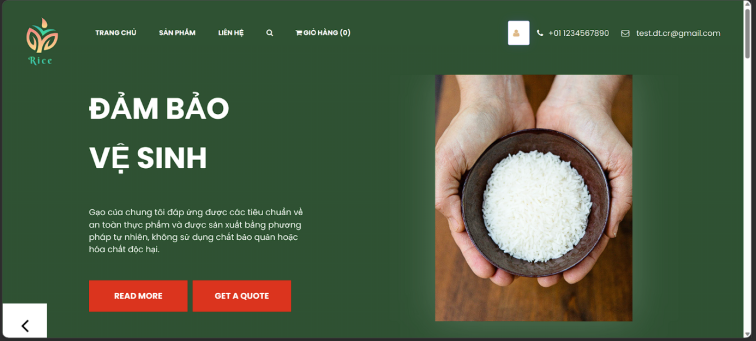 Rice
TRANG CHỦ SẢN PHẨM LIÊN HỆ GIỎ HÀNG (0) +01 1234567890 test.dt.cr@gmail.com
ĐẢM BẢO
VỆ SINH
Gạo của chúng tôi đáp ứng được các tiêu chuẩn về
an toàn thực phẩm và được sản xuất bằng phương
pháp tự nhiên, không sử dụng chất bảo quản hoặc
hóa chất độc hại.
READ MORE GET A QUOTE